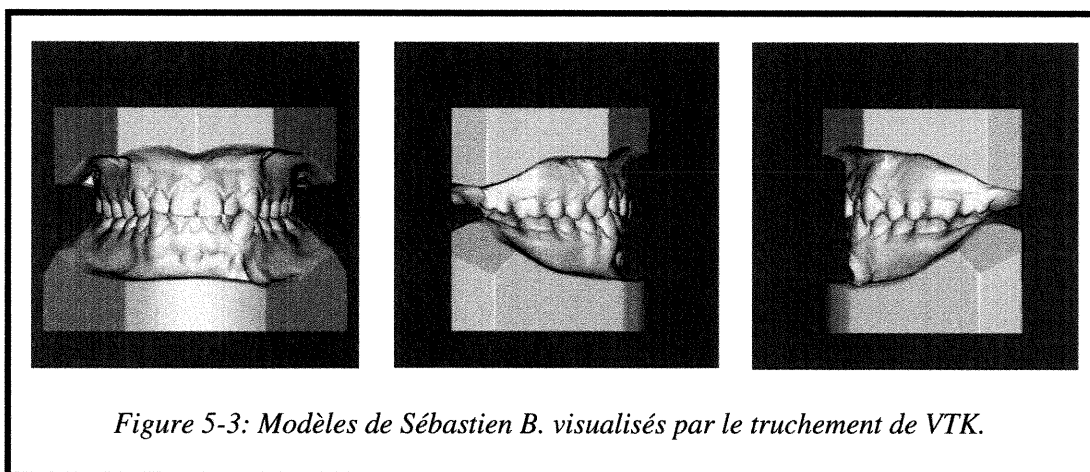 Figure 5-3: Modèles de Sébastien B. visualisés par le truchement de VTK.